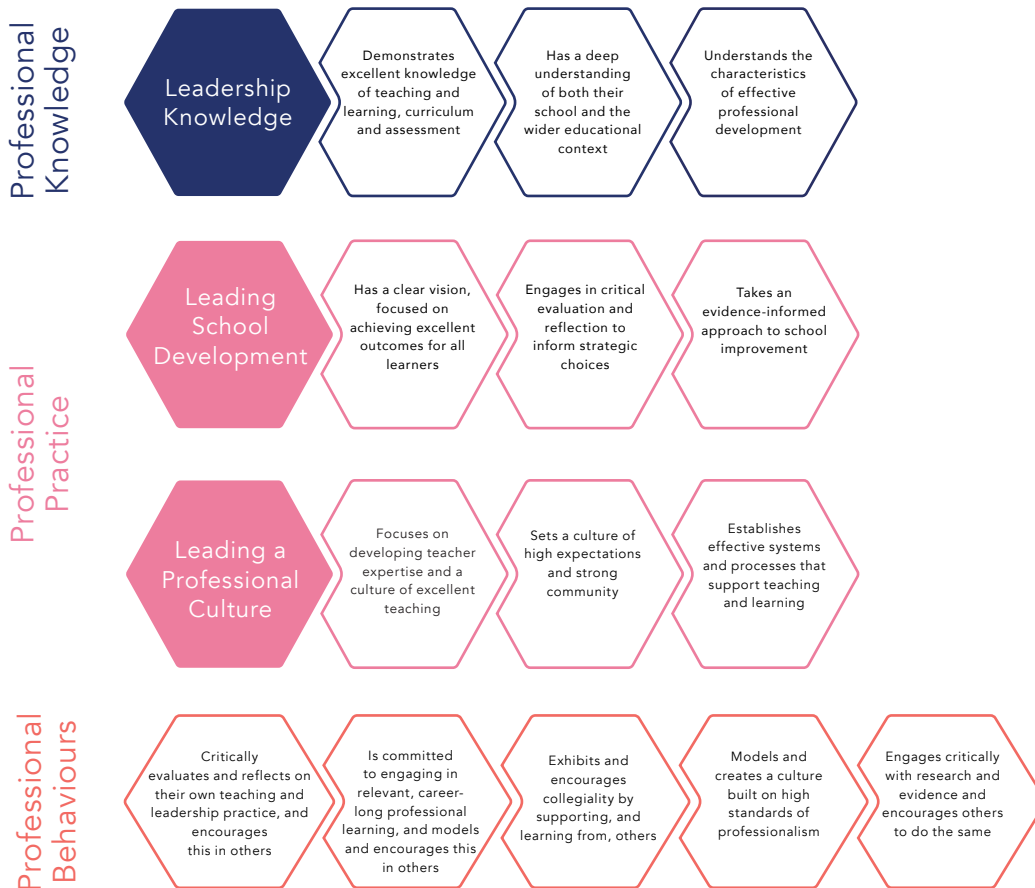 Professional
Knowledge
Leadership
Knowledge
Demonstrates
excellent knowledge
of teaching and
learning, curriculum
and assessment
Has a deep
understanding
of both their
school and the
wider educational
context
Understands the
characteristics
of effective
professional
development
Professional
Practice
Leading
School
Development
Has a clear vision,
focused on
achieving excellent
outcomes for all
learners
Engages in critical
evaluation and
reflection to
inform strategic
choices
Takes an
evidence-informed
approach to school
improvement
Leading a
Professional
Culture
Focuses on
developing teacher
expertise and a
culture of excellent
teaching
Sets a culture of
high expectations
and strong
community
Establishes
effective systems
and processes that
support teaching
and learning
Professional
Behaviours
Critically
evaluates and reflects on
their own teaching and
leadership practice, and
encourages
this in others
Is committed
to engaging in
relevant, career-
long professional
learning, and models
and encourages this
in others
Exhibits and
encourages
collegiality by
supporting, and
learning from, others
Models and
creates a culture
built on high
standards of
professionalism
Engages critically
with research and
evidence and
encourages others
to do the same